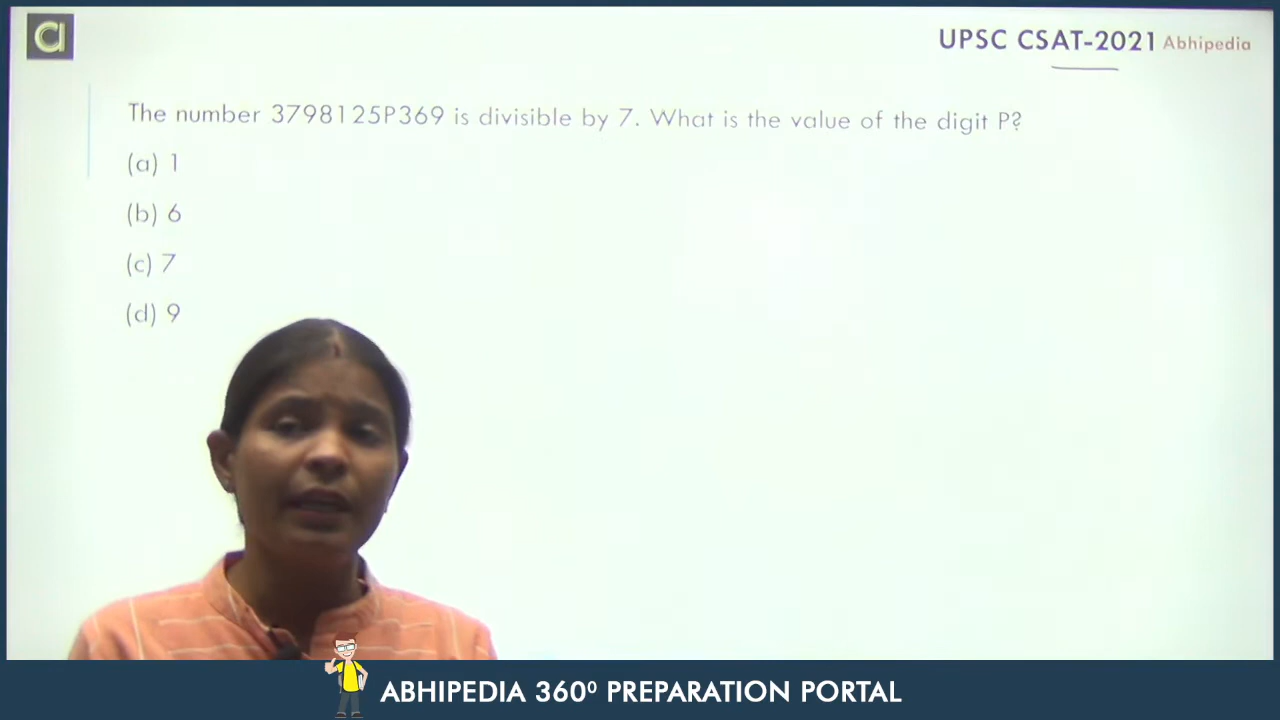 UPSC CSAT-2021 Abhipedia
The number 3798125P369 is divisible by 7. What is the value of the digit P?
(a) 1
(b) 6
(c) 7
(d) 9
ABHIPEDIA 360⁰ PREPARATION PORTAL